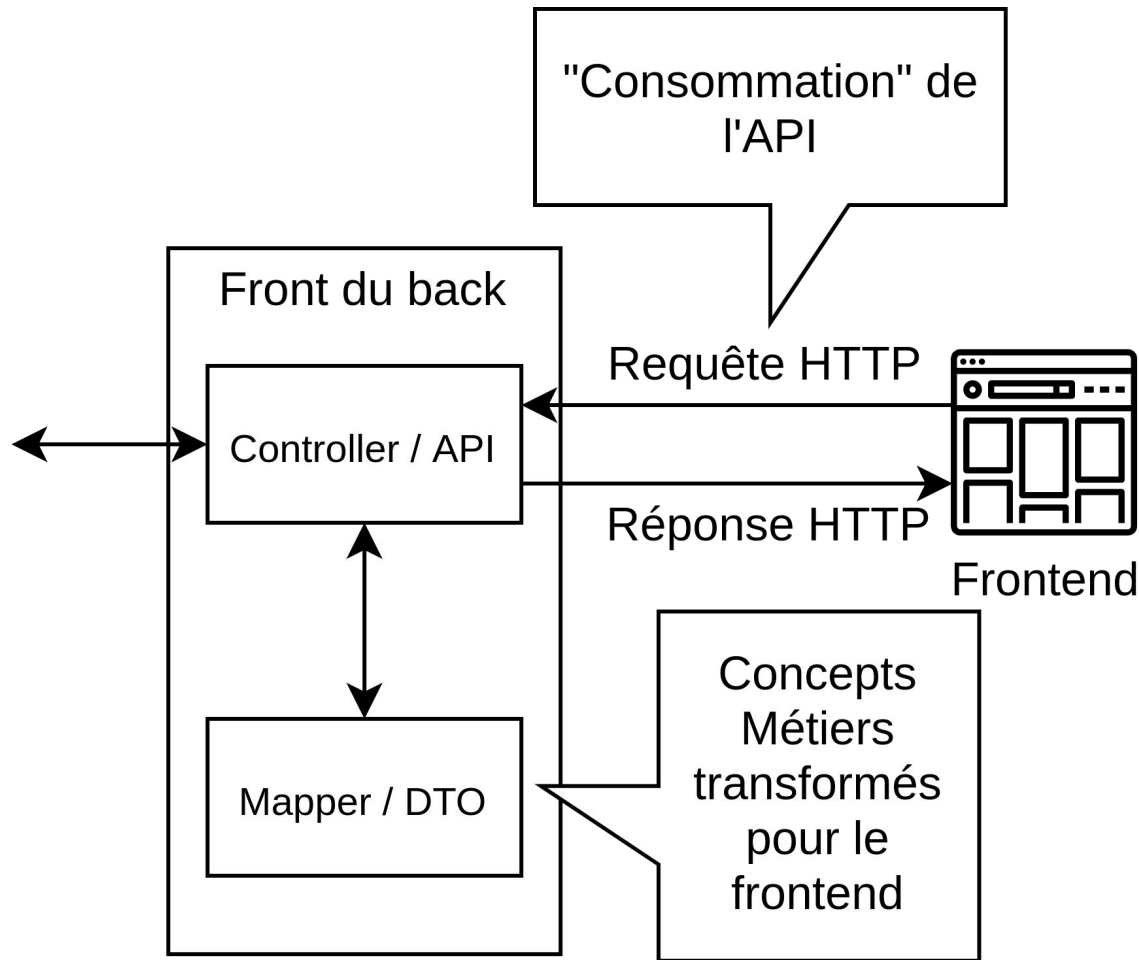 "Consommation" de
l'API
Front du back
Requête HTTP
Controller / API
Réponse HTTP
Frontend
Concepts
Métiers
transformés
pour le
frontend
Mapper / DTO